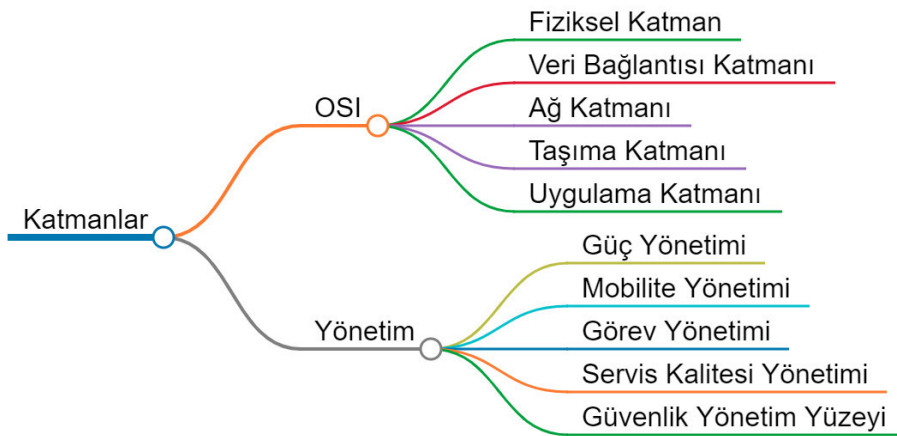 Katmanlar
OSI
Fiziksel Katman
Veri Bağlantısı Katmanı
Ağ Katmanı
Taşıma Katmanı
Uygulama Katmanı
Yönetim
Güç Yönetimi
Mobilite Yönetimi
Görev Yönetimi
Servis Kalitesi Yönetimi
Güvenlik Yönetim Yüzeyi